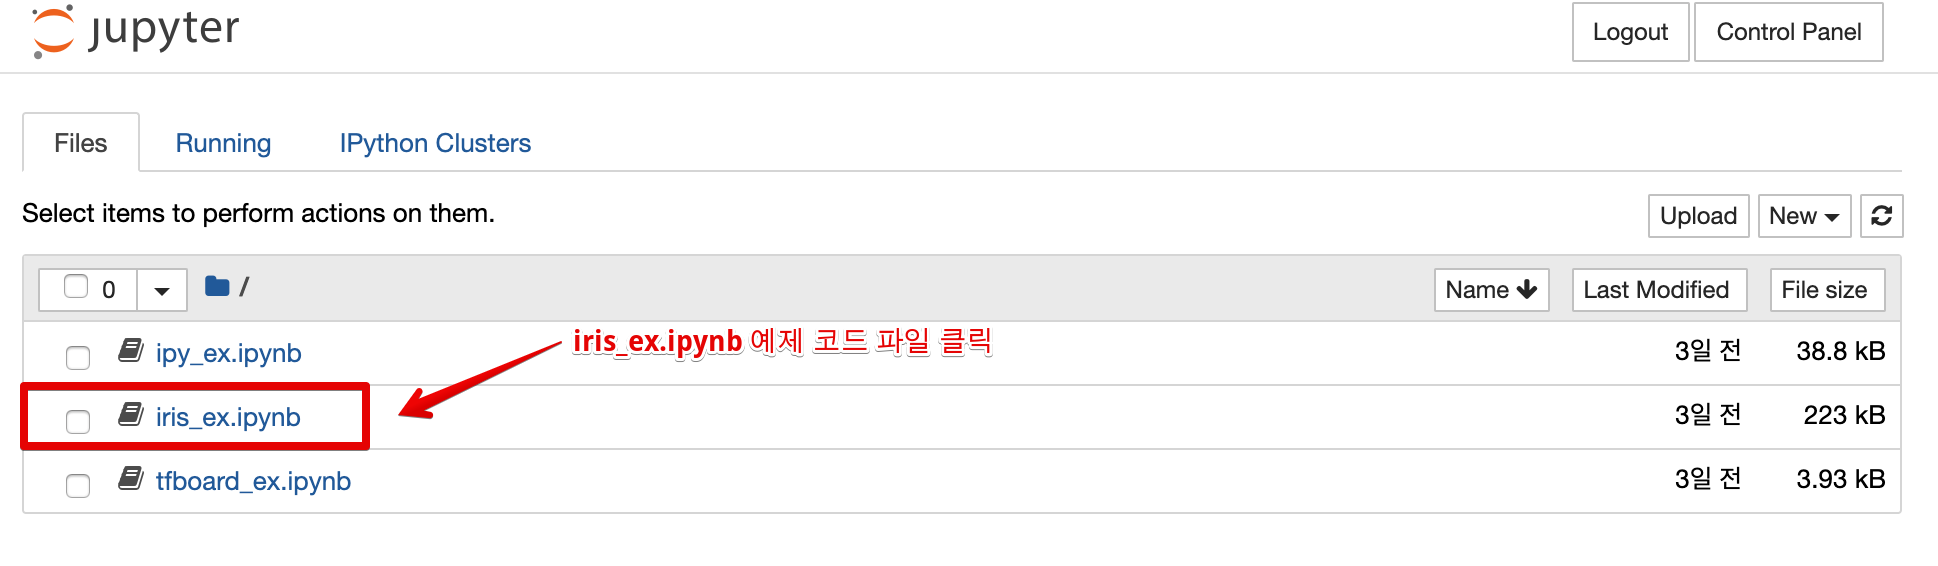 jupyter
Logout
Control Panel
Files
Running
IPython Clusters
Select items to perform actions on them.
Upload
New
0
/
Name
Last Modified
File size
iris_ex.ipynb 예제 코드 파일 클릭
ipy_ex.ipynb
3일 전
38.8 kB
iris_ex.ipynb
3일 전
223 kB
tfboard_ex.ipynb
3일 전
3.93 kB